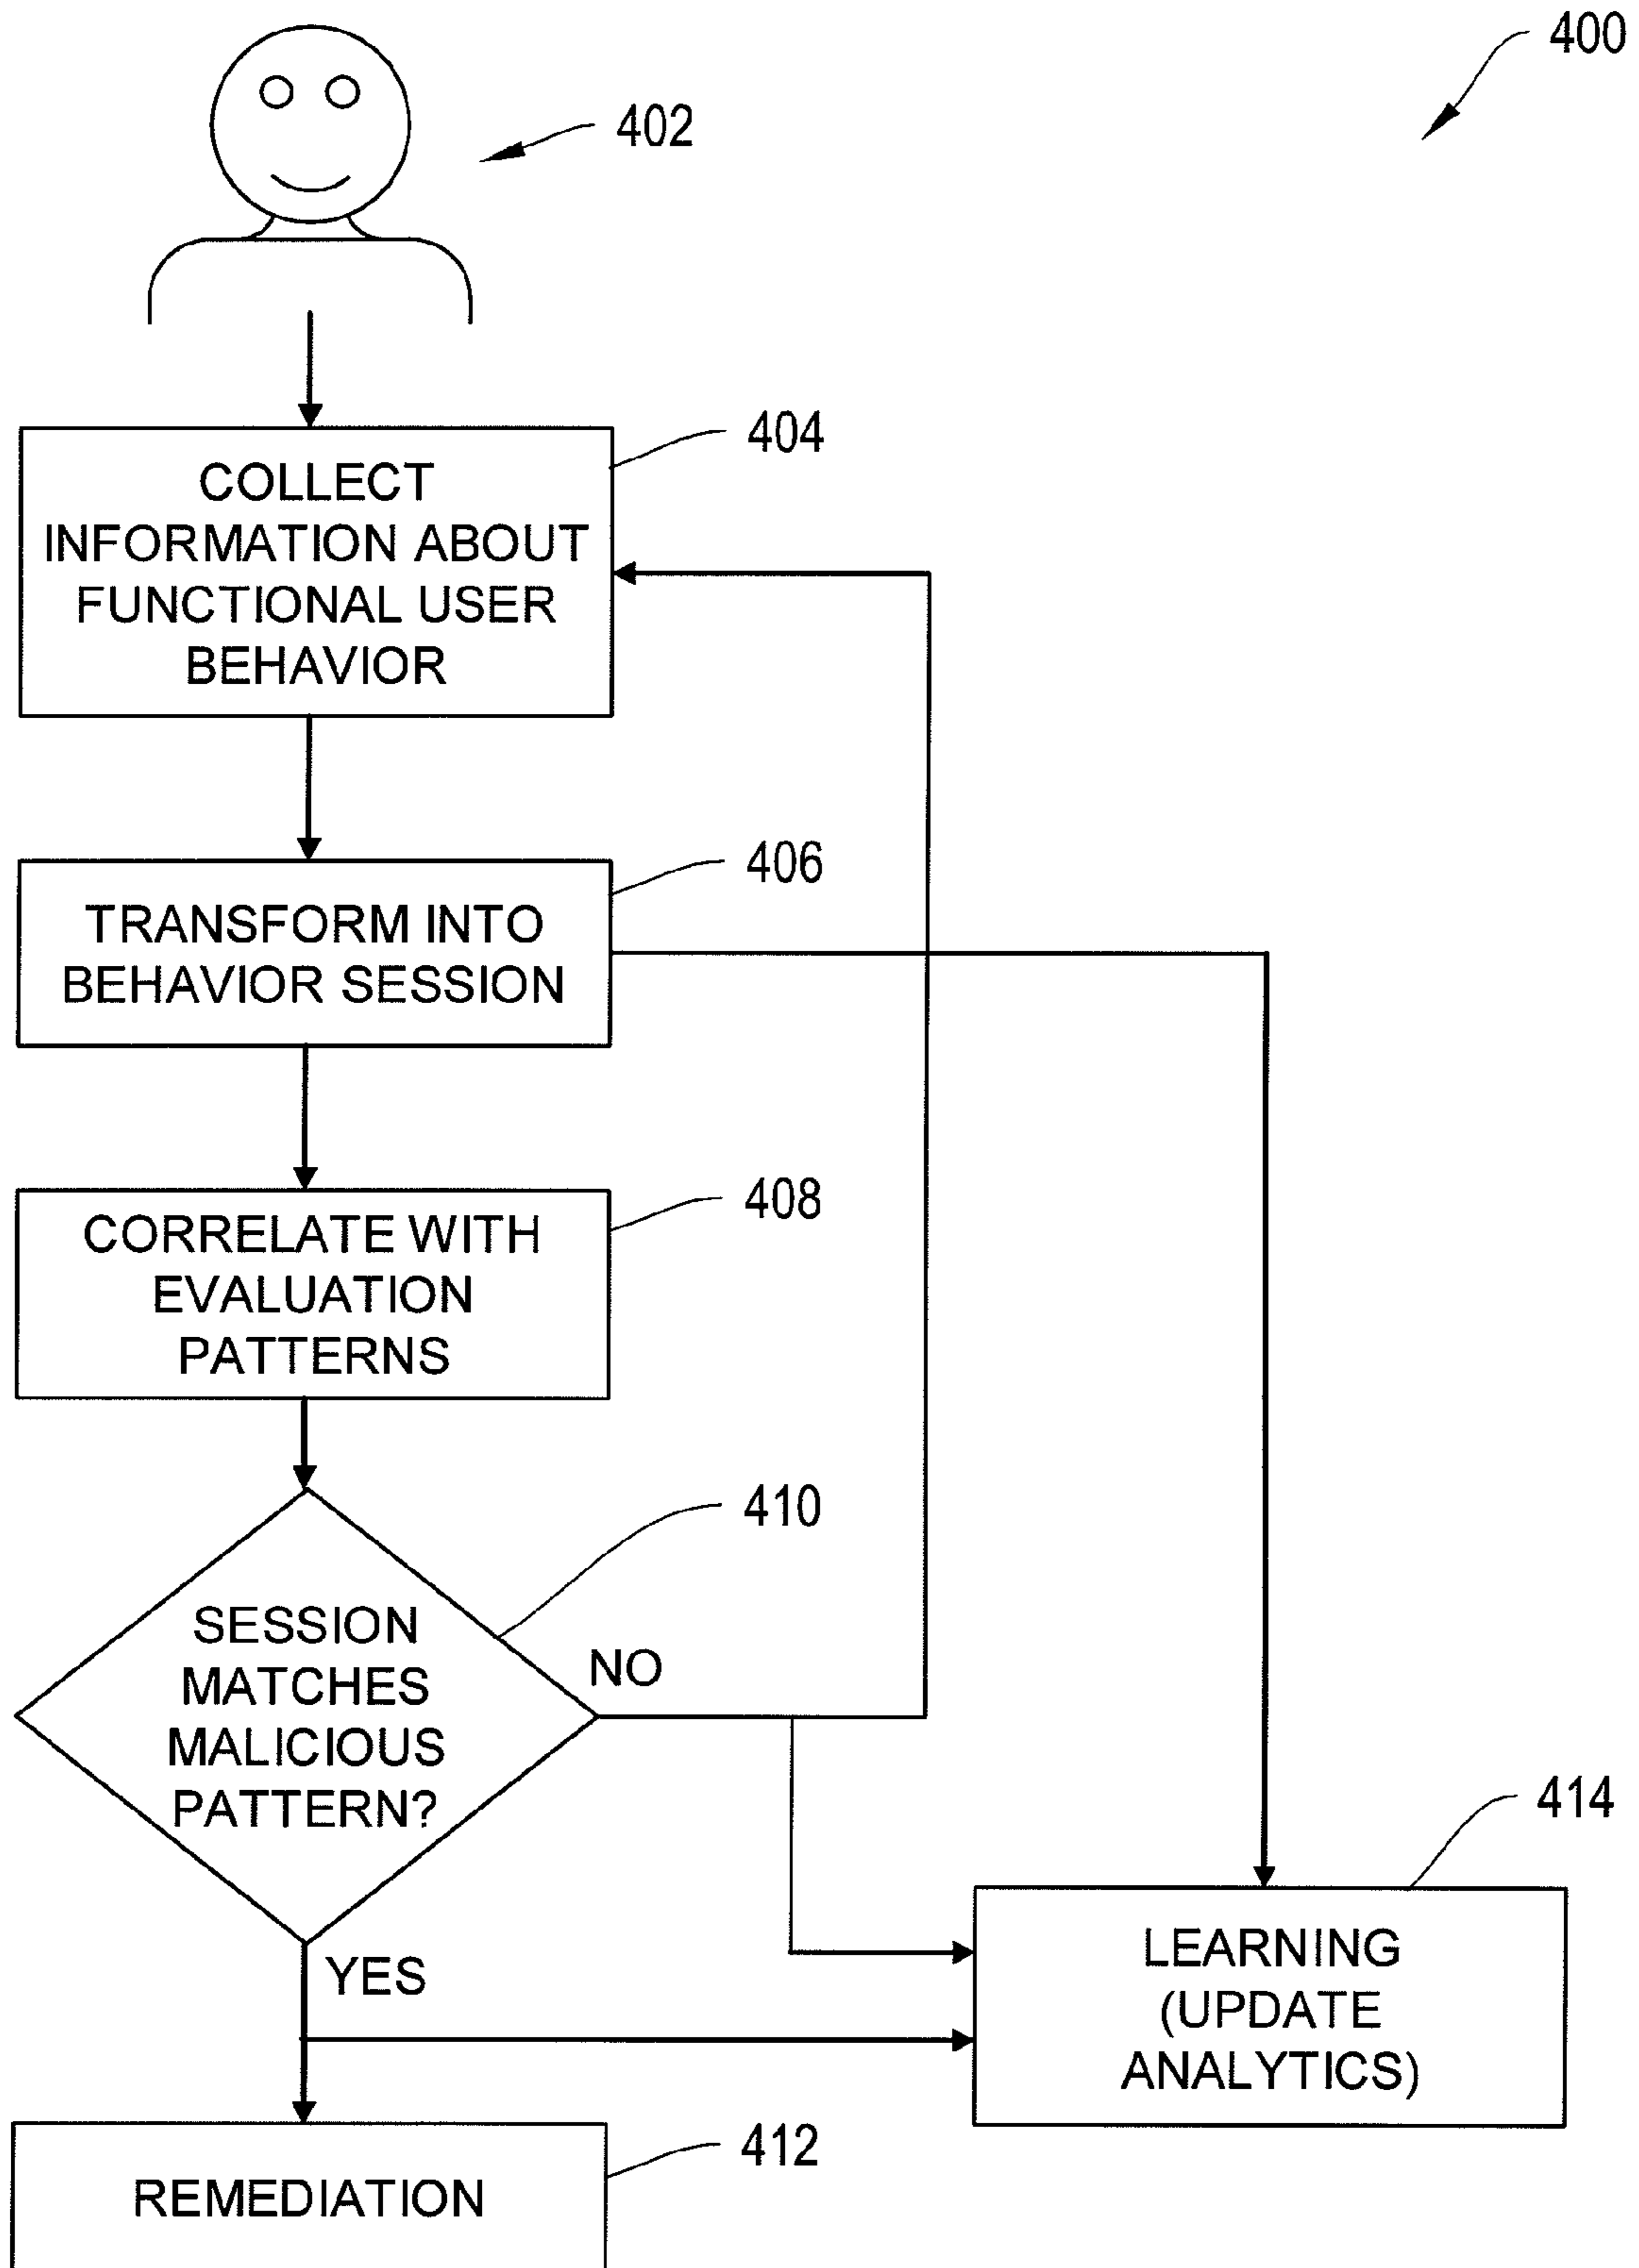 400
402
404
COLLECT
INFORMATION ABOUT
FUNCTIONAL USER
BEHAVIOR
406
TRANSFORM INTO
BEHAVIOR SESSION
408
CORRELATE WITH
EVALUATION
PATTERNS
410
SESSION
MATCHES
MALICIOUS
PATTERN?
NO
YES
414
LEARNING
(UPDATE
ANALYTICS)
412
REMEDIATION